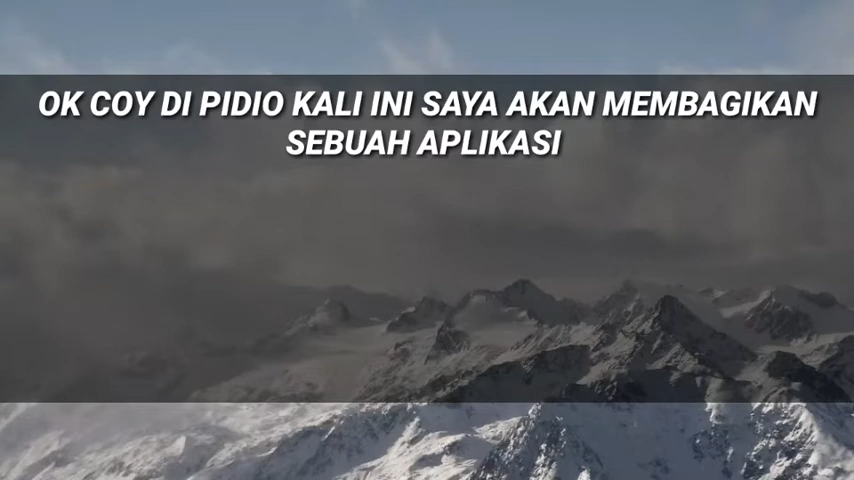 OK COY DI PIDIO KALI INI SAYA AKAN MEMBAGIKAN
SEBUAH APLIKASI